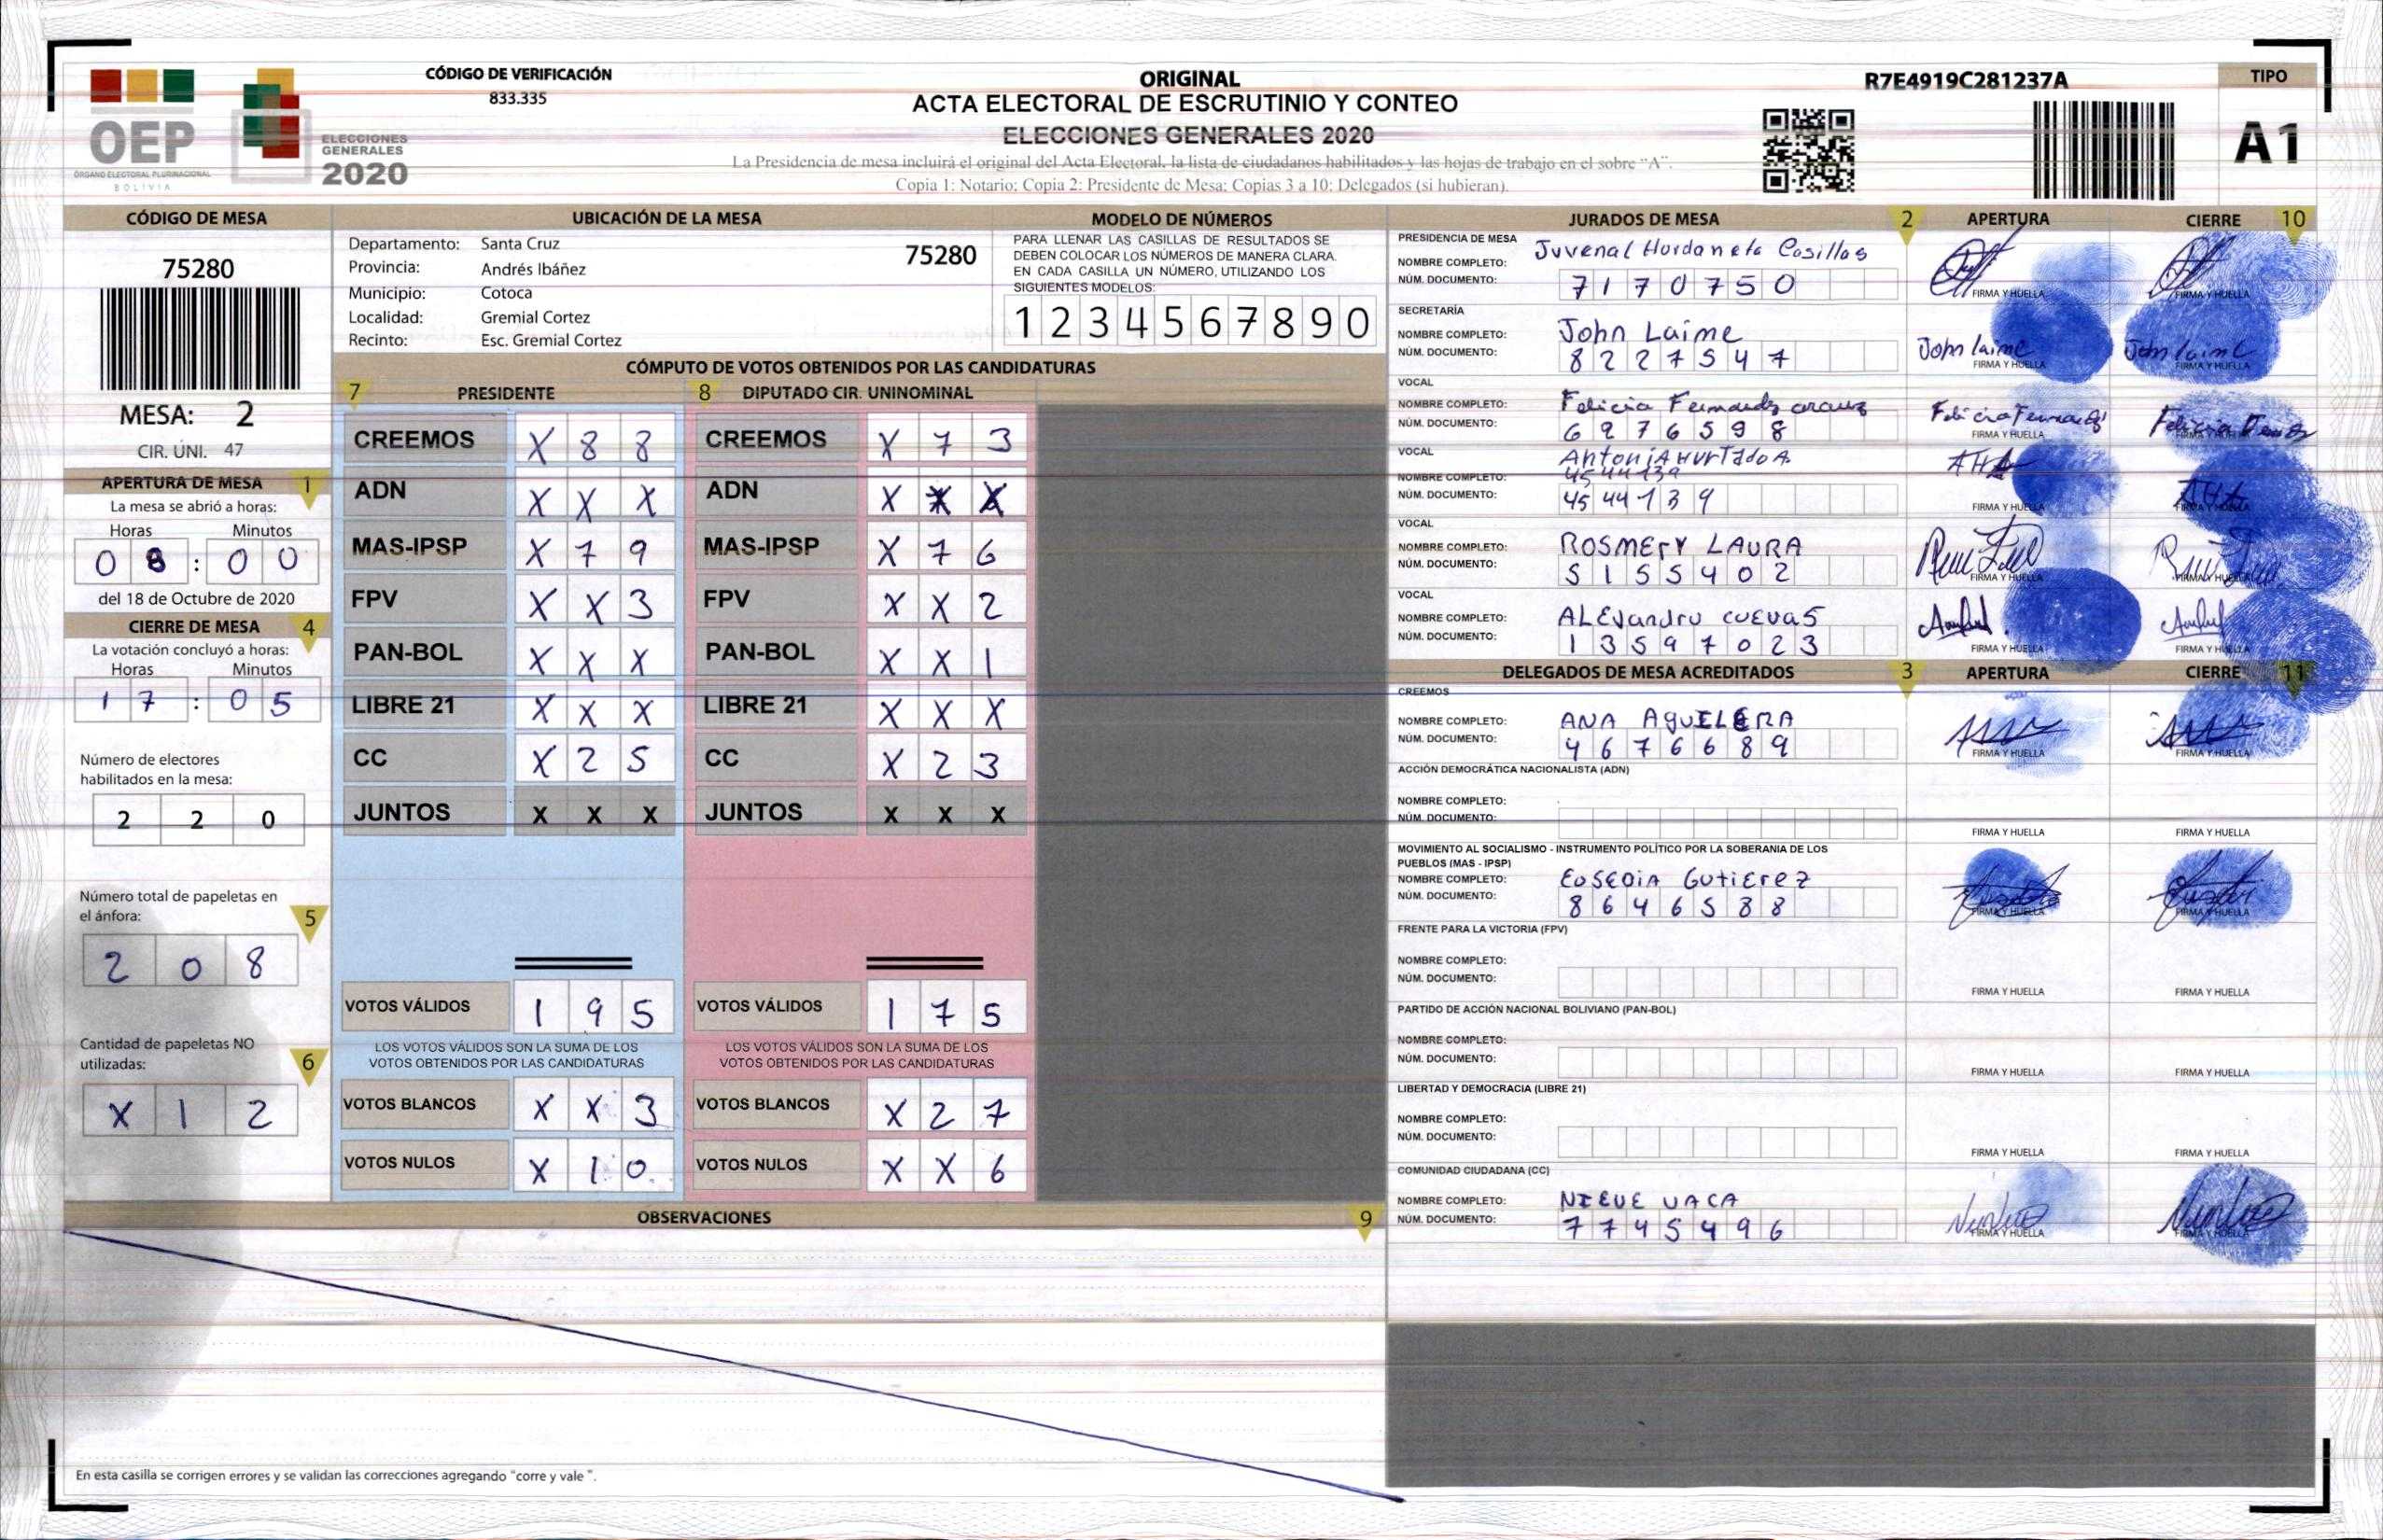 CÓDIGO DE VERIFICACIÓN
833.335
ORIGINAL
ACTA ELECTORAL DE ESCRUTINIO Y CONTEO
ELECCIONES GENERALES 2020
La Presidencia de mesa incluirá el original del Acta Electoral, la lista de ciudadanos habilitados y las hojas de trabajo en el sobre "A".
Copia 1: Notario; Copia 2: Presidente de Mesa; Copias 3 a 10: Delegados (si hubieran).
R7E4919C281237A
TIPO
A1
OEP
ÓRGANO ELECTORAL PLURINACIONAL
BOLIVIA
ELECCIONES
GENERALES
2020
CÓDIGO DE MESA
75280
MESA: 2
CIR. UNI. 47
APERTURA DE MESA 1
La mesa se abrió a horas:
Horas Minutos
0 8 : 0 0
del 18 de Octubre de 2020
CIERRE DE MESA 4
La votación concluyó a horas:
Horas Minutos
1 7 : 0 5
Número de electores
habilitados en la mesa:
2 2 0
Número total de papeletas en
el ánfora: 5
2 0 8
Cantidad de papeletas NO
utilizadas: 6
X 1 2
UBICACIÓN DE LA MESA
Departamento: Santa Cruz 75280
Provincia: Andrés Ibáñez
Municipio: Cotoca
Localidad: Gremial Cortez
Recinto: Esc. Gremial Cortez
MODELO DE NÚMEROS
PARA LLENAR LAS CASILLAS DE RESULTADOS SE
DEBEN COLOCAR LOS NÚMEROS DE MANERA CLARA.
EN CADA CASILLA UN NÚMERO, UTILIZANDO LOS
SIGUIENTES MODELOS:
1 2 3 4 5 6 7 8 9 0
CÓMPUTO DE VOTOS OBTENIDOS POR LAS CANDIDATURAS
7 PRESIDENTE 8 DIPUTADO CIR. UNINOMINAL
CREEMOS X 8 8 CREEMOS X 7 3
ADN X X X ADN X X X
MAS-IPSP X 7 9 MAS-IPSP X 7 6
FPV X X 3 FPV X X 2
PAN-BOL X X X PAN-BOL X X 1
LIBRE 21 X X X LIBRE 21 X X X
CC X 2 5 CC X 2 3
JUNTOS X X X JUNTOS X X X
VOTOS VÁLIDOS 1 9 5 VOTOS VÁLIDOS 1 7 5
LOS VOTOS VÁLIDOS SON LA SUMA DE LOS LOS VOTOS VÁLIDOS SON LA SUMA DE LOS
VOTOS OBTENIDOS POR LAS CANDIDATURAS VOTOS OBTENIDOS POR LAS CANDIDATURAS
VOTOS BLANCOS X X 3 VOTOS BLANCOS X 2 7
VOTOS NULOS X 1 0 VOTOS NULOS X X 6
OBSERVACIONES 9
En esta casilla se corrigen errores y se validan las correcciones agregando "corre y vale ".
JURADOS DE MESA 2 APERTURA CIERRE 10
PRESIDENCIA DE MESA
NOMBRE COMPLETO: Juvenal Casillas
NÚM. DOCUMENTO: 7 1 7 0 7 5 0 FIRMA Y HUELLA FIRMA Y HUELLA
SECRETARÍA
NOMBRE COMPLETO: John Laime John laime John laime
NÚM. DOCUMENTO: 8 2 2 7 5 4 7 FIRMA Y HUELLA FIRMA Y HUELLA
VOCAL
NOMBRE COMPLETO: Felicia
NÚM. DOCUMENTO: 6 2 7 6 5 9 8 FIRMA Y HUELLA FIRMA Y HUELLA
VOCAL AntoniA HurTAdo A.
NOMBRE COMPLETO: 4544139 AHA AHA
NÚM. DOCUMENTO: 4 5 4 4 1 3 9 FIRMA Y HUELLA FIRMA Y HUELLA
VOCAL
NOMBRE COMPLETO: ROSMERY LAURA
NÚM. DOCUMENTO: 5 1 5 5 4 0 2 FIRMA Y HUELLA FIRMA Y HUELLA
VOCAL
NOMBRE COMPLETO: ALEJandro cuevas
NÚM. DOCUMENTO: 1 3 5 9 7 0 2 3 FIRMA Y HUELLA FIRMA Y HUELLA
DELEGADOS DE MESA ACREDITADOS 3 APERTURA CIERRE 11
CREEMOS
NOMBRE COMPLETO: ANA AguILERA
NÚM. DOCUMENTO: 4 6 7 6 6 8 9 FIRMA Y HUELLA FIRMA Y HUELLA
ACCIÓN DEMOCRÁTICA NACIONALISTA (ADN)
NOMBRE COMPLETO:
NÚM. DOCUMENTO: FIRMA Y HUELLA FIRMA Y HUELLA
MOVIMIENTO AL SOCIALISMO - INSTRUMENTO POLÍTICO POR LA SOBERANIA DE LOS
PUEBLOS (MAS - IPSP)
NOMBRE COMPLETO: GutiErez
NÚM. DOCUMENTO: 8 6 4 6 5 8 8 FIRMA Y HUELLA FIRMA Y HUELLA
FRENTE PARA LA VICTORIA (FPV)
NOMBRE COMPLETO:
NÚM. DOCUMENTO: FIRMA Y HUELLA FIRMA Y HUELLA
PARTIDO DE ACCIÓN NACIONAL BOLIVIANO (PAN-BOL)
NOMBRE COMPLETO:
NÚM. DOCUMENTO: FIRMA Y HUELLA FIRMA Y HUELLA
LIBERTAD Y DEMOCRACIA (LIBRE 21)
NOMBRE COMPLETO:
NÚM. DOCUMENTO: FIRMA Y HUELLA FIRMA Y HUELLA
COMUNIDAD CIUDADANA (CC)
NOMBRE COMPLETO: NIEVE VACA
NÚM. DOCUMENTO: 7 7 4 5 4 9 6 FIRMA Y HUELLA FIRMA Y HUELLA